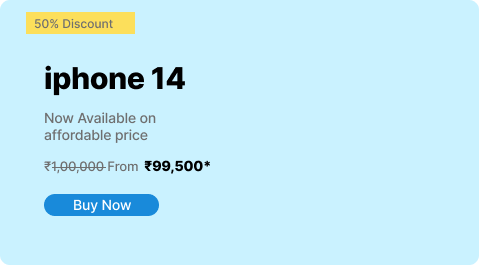 50% Discount
iphone 14
Now Available on
affordable price
₹1,00,000 From ₹99,500*
Buy Now